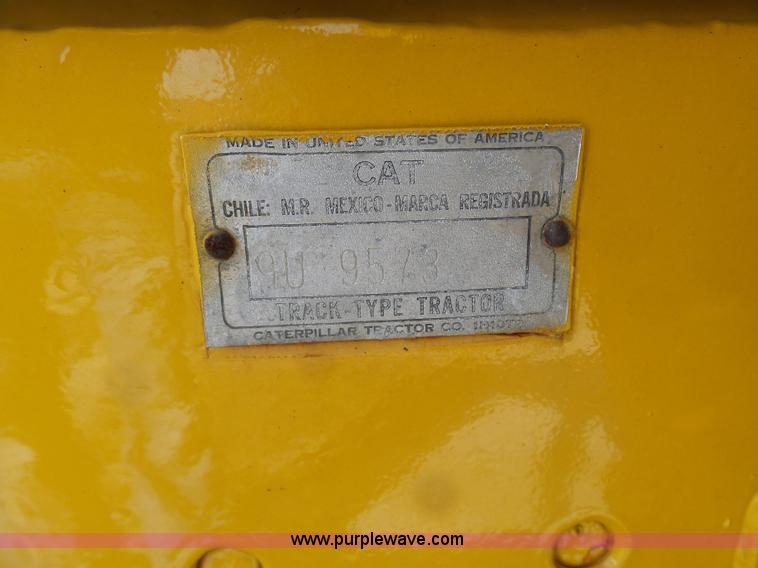 MADE IN UNITED STATES OF AMERICA
CAT
CHILE: M.R. MEXICO-MARCA REGISTRADA
9U 9573
TRACK-TYPE TRACTOR
CATERPILLAR TRACTOR CO.
www.purplewave.com